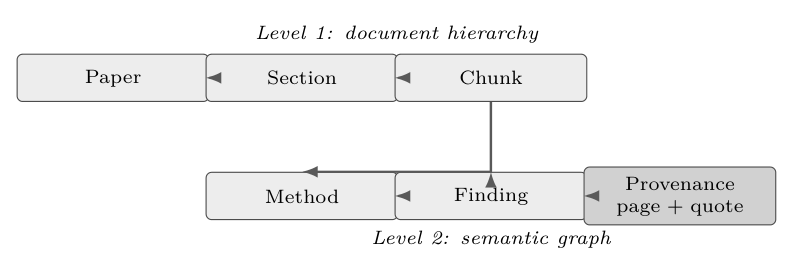 Level 1: document hierarchy
Paper
Section
Chunk
Method
Finding
Provenance
page + quote
Level 2: semantic graph